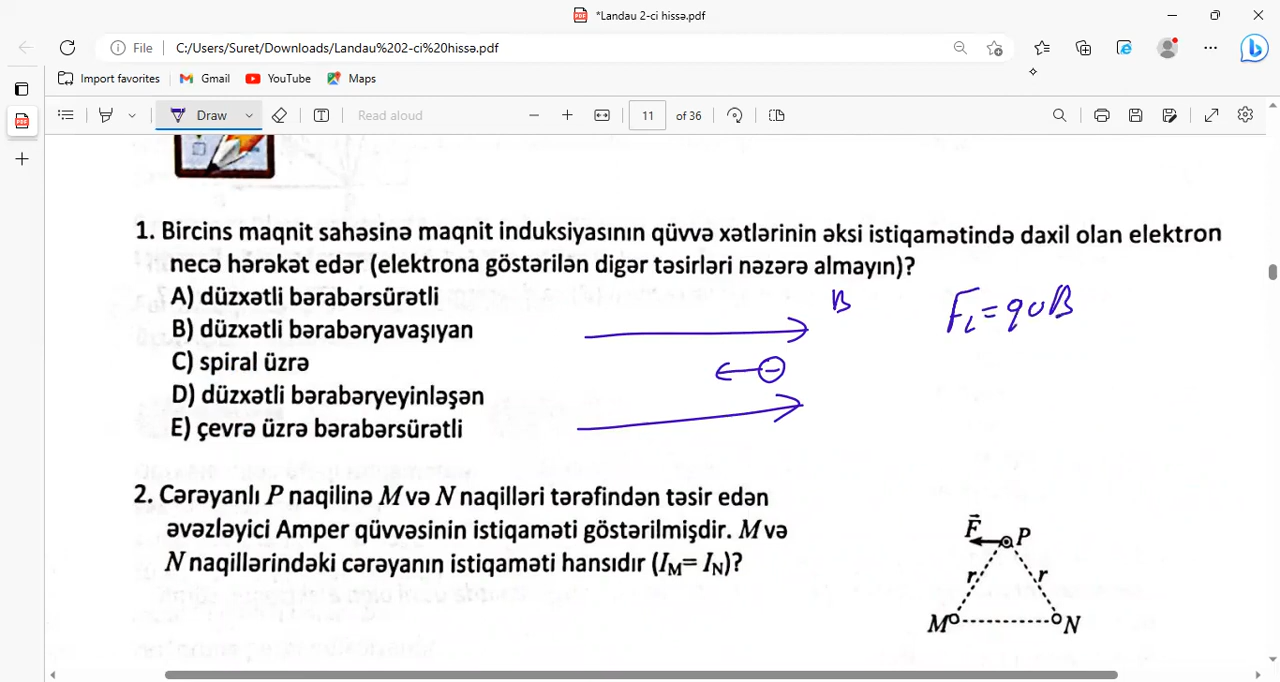 *Landau 2-ci hissə.pdf
File C:/Users/Suret/Downloads/Landau%202-ci%20hissə.pdf
Import favorites Gmail YouTube Maps
Draw Read aloud 11 of 36
1. Bircins maqnit sahəsinə maqnit induksiyasının qüvvə xətlərinin əksi istiqamətində daxil olan elektron
necə hərəkət edər (elektrona göstərilən digər təsirləri nəzərə almayın)?
A) düzxətli bərabərsürətli
B) düzxətli bərabəryavaşıyan
C) spiral üzrə
D) düzxətli bərabəryeyinləşən
E) çevrə üzrə bərabərsürətli
B
F_L = qυB
2. Cərəyanlı P naqilinə M və N naqilləri tərəfindən təsir edən
əvəzləyici Amper qüvvəsinin istiqaməti göstərilmişdir. M və
N naqillərindəki cərəyanın istiqaməti hansıdır (I_M= I_N)?
F⃗ P
r r
M N